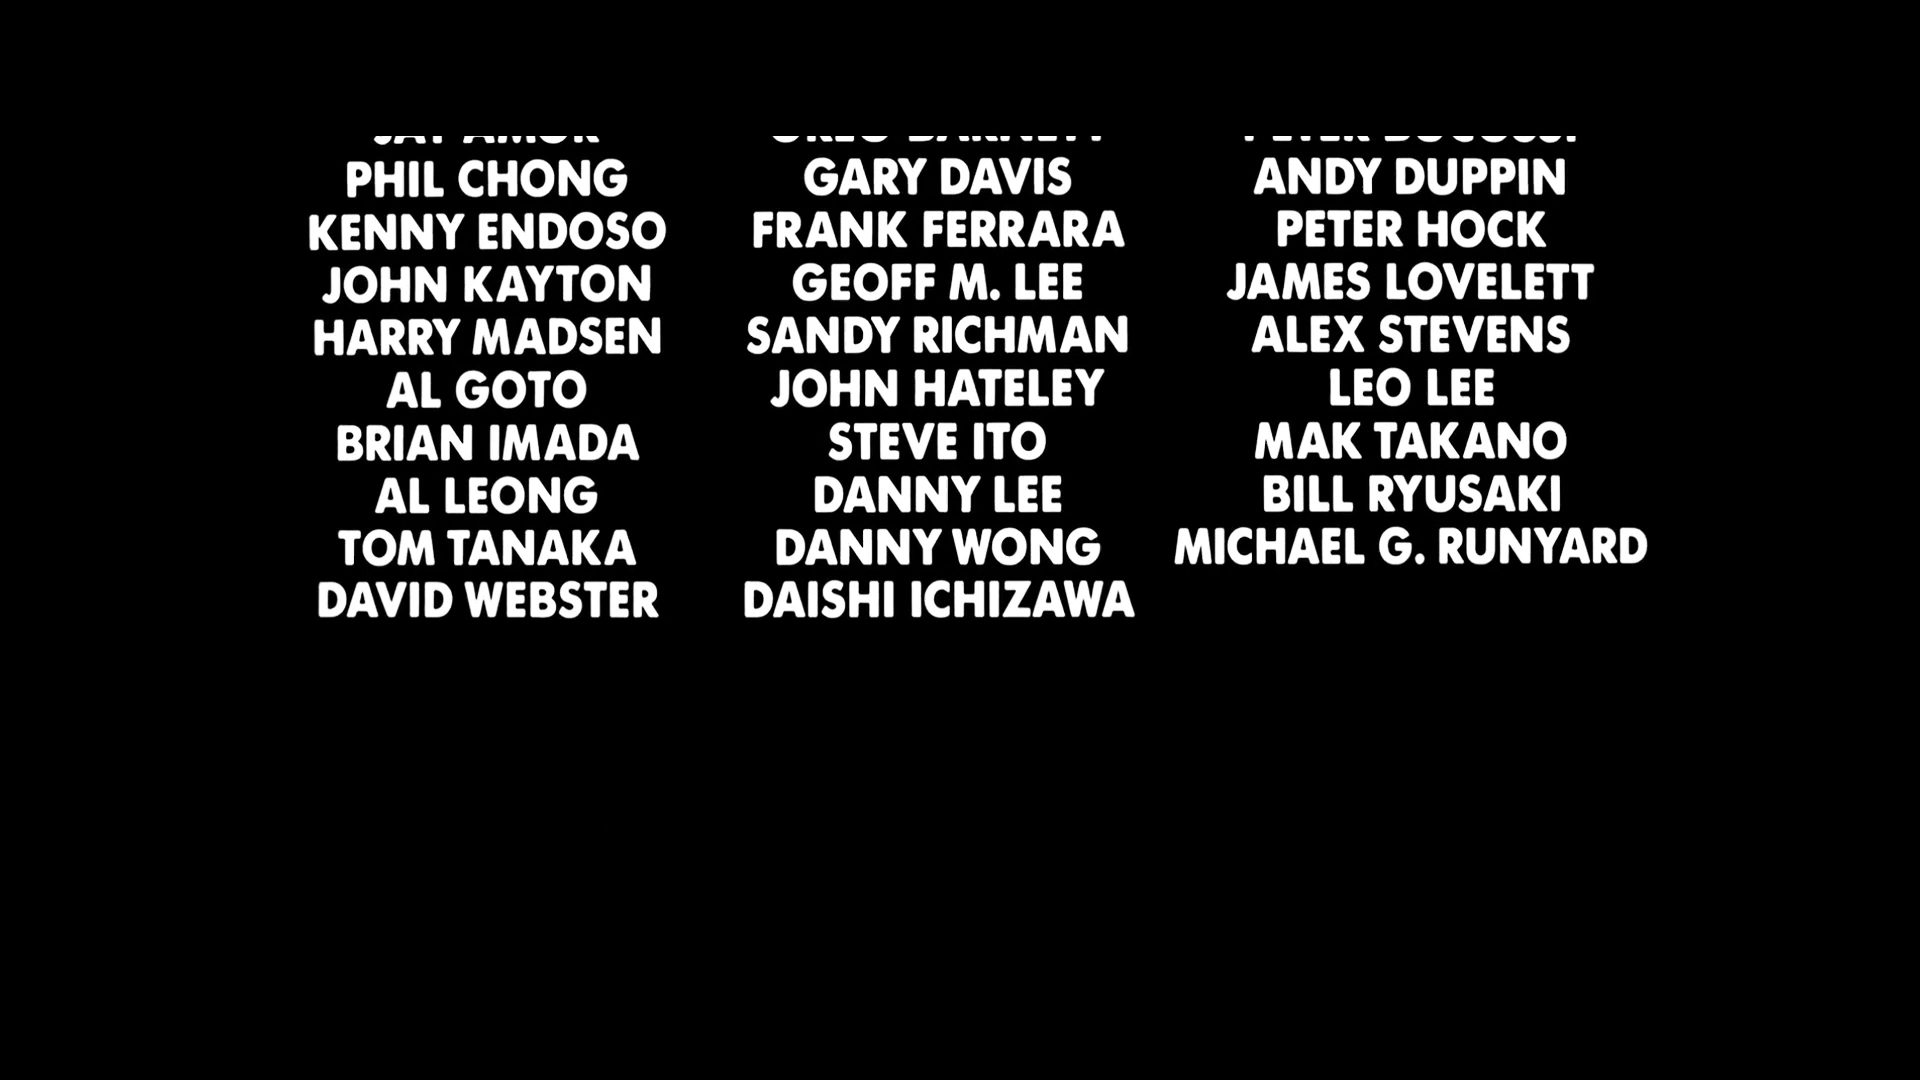 PHIL CHONG
KENNY ENDOSO
JOHN KAYTON
HARRY MADSEN
AL GOTO
BRIAN IMADA
AL LEONG
TOM TANAKA
DAVID WEBSTER
GARY DAVIS
FRANK FERRARA
GEOFF M. LEE
SANDY RICHMAN
JOHN HATELEY
STEVE ITO
DANNY LEE
DANNY WONG
DAISHI ICHIZAWA
ANDY DUPPIN
PETER HOCK
JAMES LOVELETT
ALEX STEVENS
LEO LEE
MAK TAKANO
BILL RYUSAKI
MICHAEL G. RUNYARD